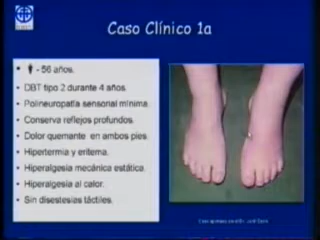 Caso Clínico 1a
- 56 años.
DBT tipo 2 durante 4 años.
Polineuropatía sensorial mínima.
Conserva reflejos profundos.
Dolor quemante en ambos pies.
Hipertermia y eritema.
Hiperalgesia mecánica estática.
Hiperalgesia al calor.
Sin disestesias táctiles.